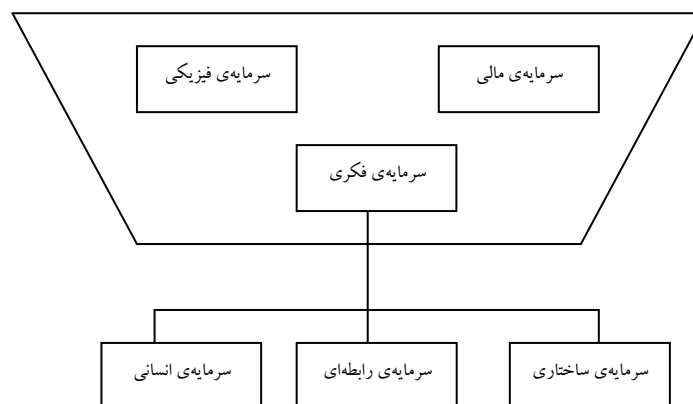 سرمایه‌ی مالی
سرمایه‌ی فیزیکی
سرمایه‌ی فکری
سرمایه‌ی ساختاری
سرمایه‌ی رابطه‌ای
سرمایه‌ی انسانی